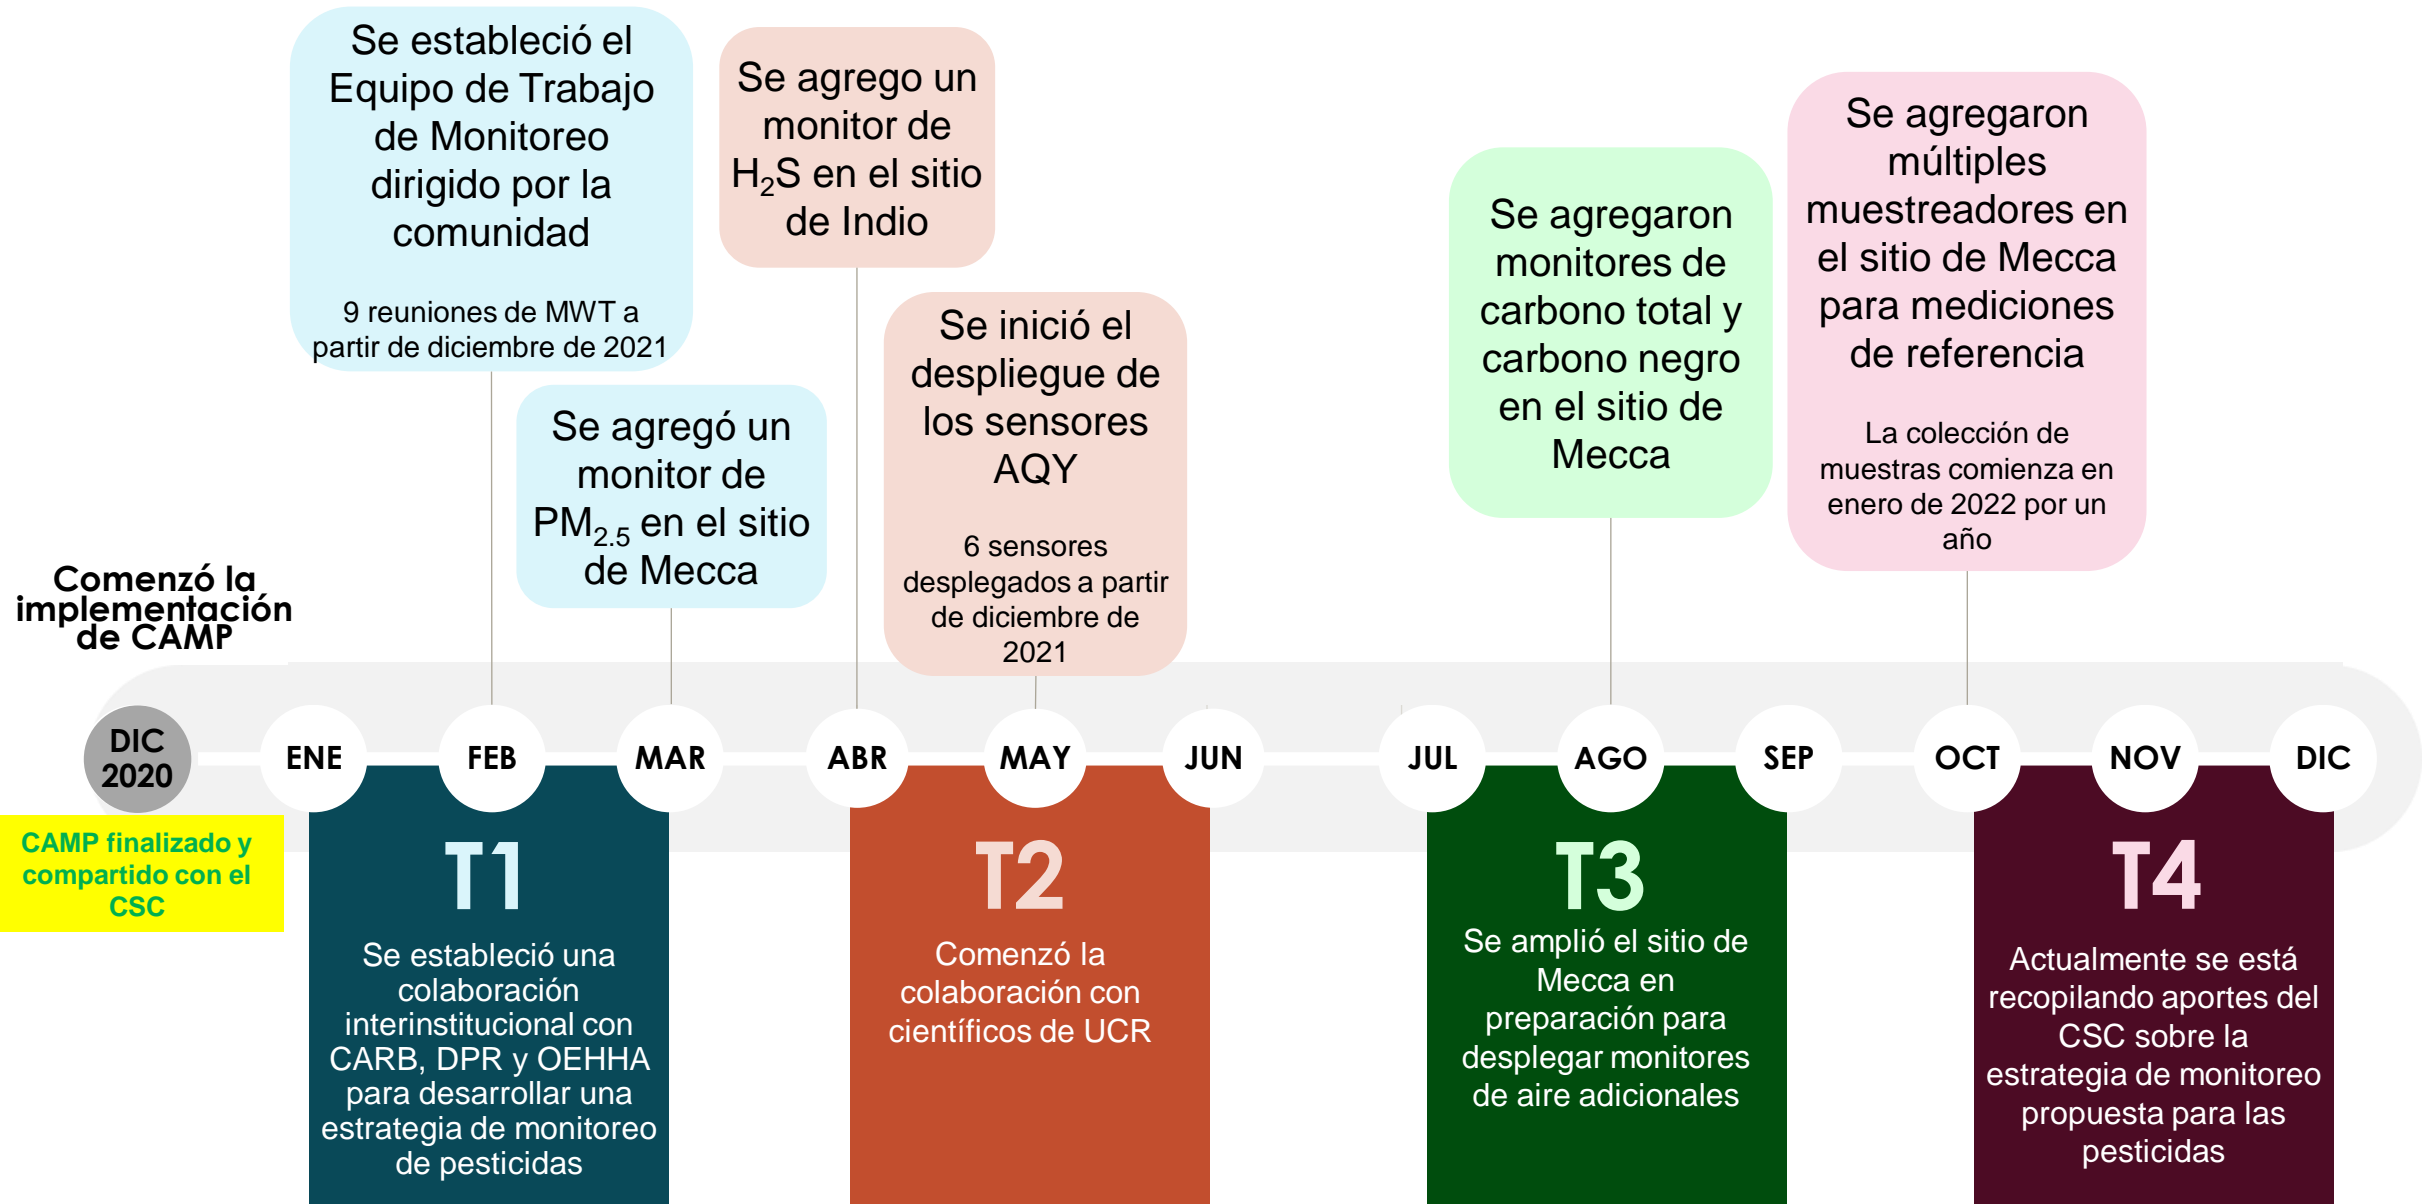 Se estableció el
Equipo de Trabajo
de Monitoreo
dirigido por la
comunidad
9 reuniones de MWT a
partir de diciembre de 2021
Se agregó un
monitor de
PM2.5 en el sitio
de Mecca
Se agrego un
monitor de
H2S en el sitio
de Indio
Se inició el
despliegue de
los sensores
AQY
6 sensores
desplegados a partir
de diciembre de
2021
Se agregaron
monitores de
carbono total y
carbono negro
en el sitio de
Mecca
Se agregaron
múltiples
muestreadores en
el sitio de Mecca
para mediciones
de referencia
La colección de
muestras comienza en
enero de 2022 por un
año
Comenzó la
implementación
de CAMP
DIC
2020
ENE
FEB
MAR
ABR
MAY
JUN
JUL
AGO
SEP
OCT
NOV
DIC
CAMP finalizado y
compartido con el
CSC
T1
Se estableció una
colaboración
interinstitucional con
CARB, DPR y OEHHA
para desarrollar una
estrategia de monitoreo
de pesticidas
T2
Comenzó la
colaboración con
científicos de UCR
T3
Se amplió el sitio de
Mecca en
preparación para
desplegar monitores
de aire adicionales
T4
Actualmente se está
recopilando aportes del
CSC sobre la
estrategia de monitoreo
propuesta para las
pesticidas